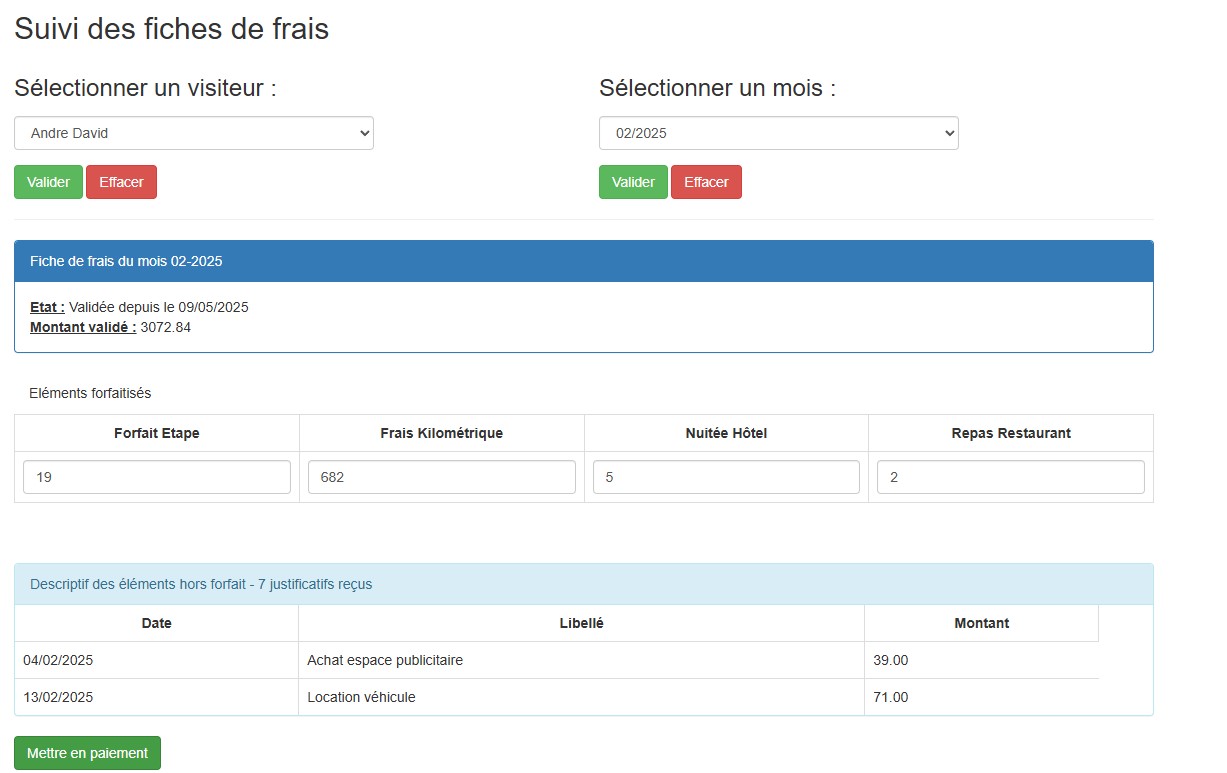 Suivi des fiches de frais
Sélectionner un visiteur :
Sélectionner un mois :
Andre David
02/2025
Valider Effacer
Valider Effacer
Fiche de frais du mois 02-2025
Etat : Validée depuis le 09/05/2025
Montant validé : 3072.84
Eléments forfaitisés
Forfait Etape Frais Kilométrique Nuitée Hôtel Repas Restaurant
19 682 5 2
Descriptif des éléments hors forfait - 7 justificatifs reçus
Date Libellé Montant
04/02/2025 Achat espace publicitaire 39.00
13/02/2025 Location véhicule 71.00
Mettre en paiement